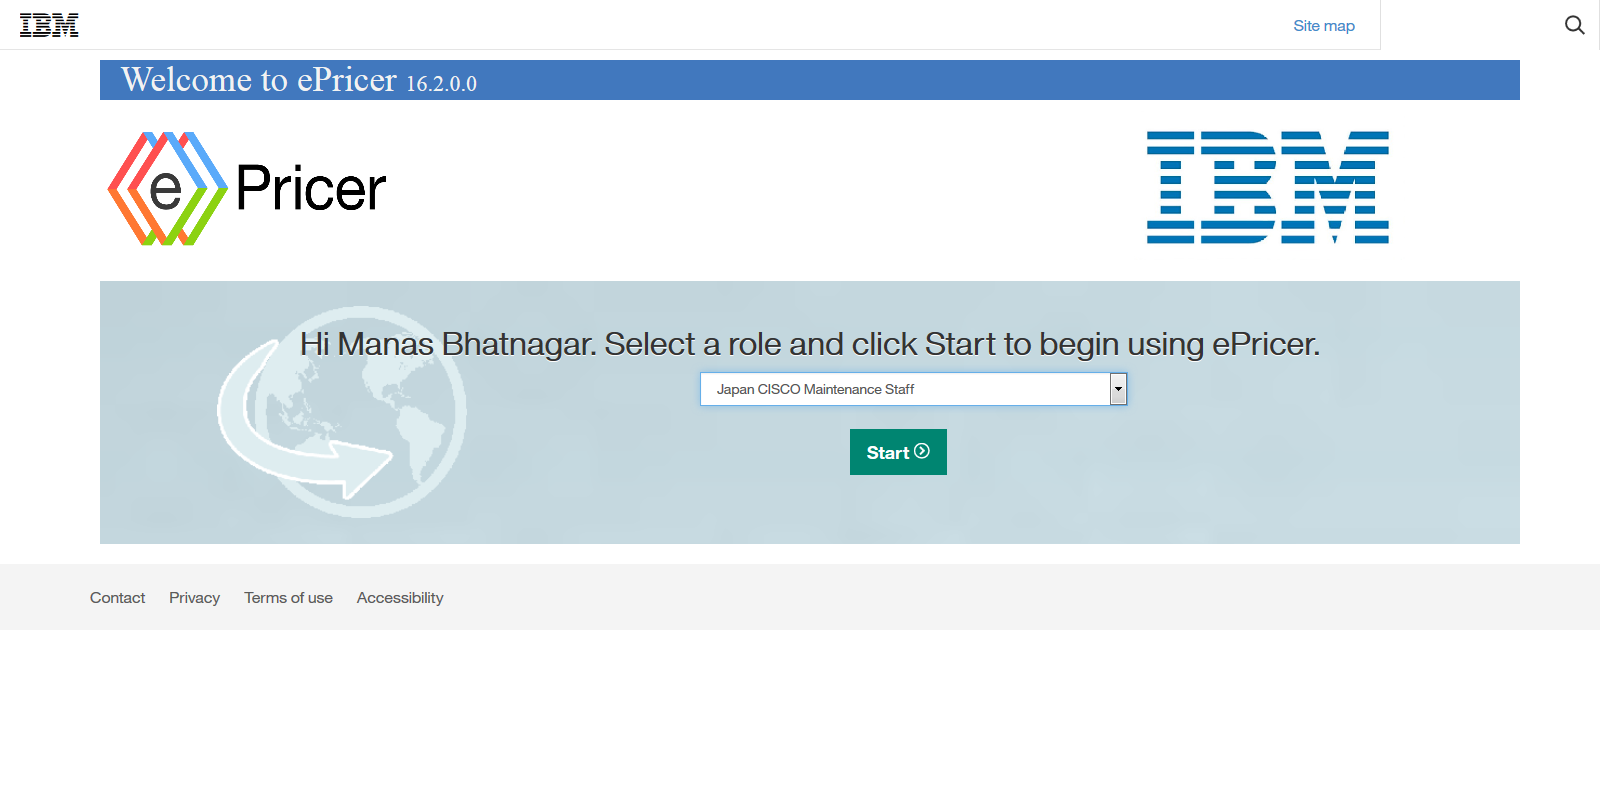 IBM
Site map
Welcome to ePricer 16.2.0.0
e Pricer
IBM
Hi Manas Bhatnagar. Select a role and click Start to begin using ePricer.
Japan CISCO Maintenance Staff
Start
Contact Privacy Terms of use Accessibility